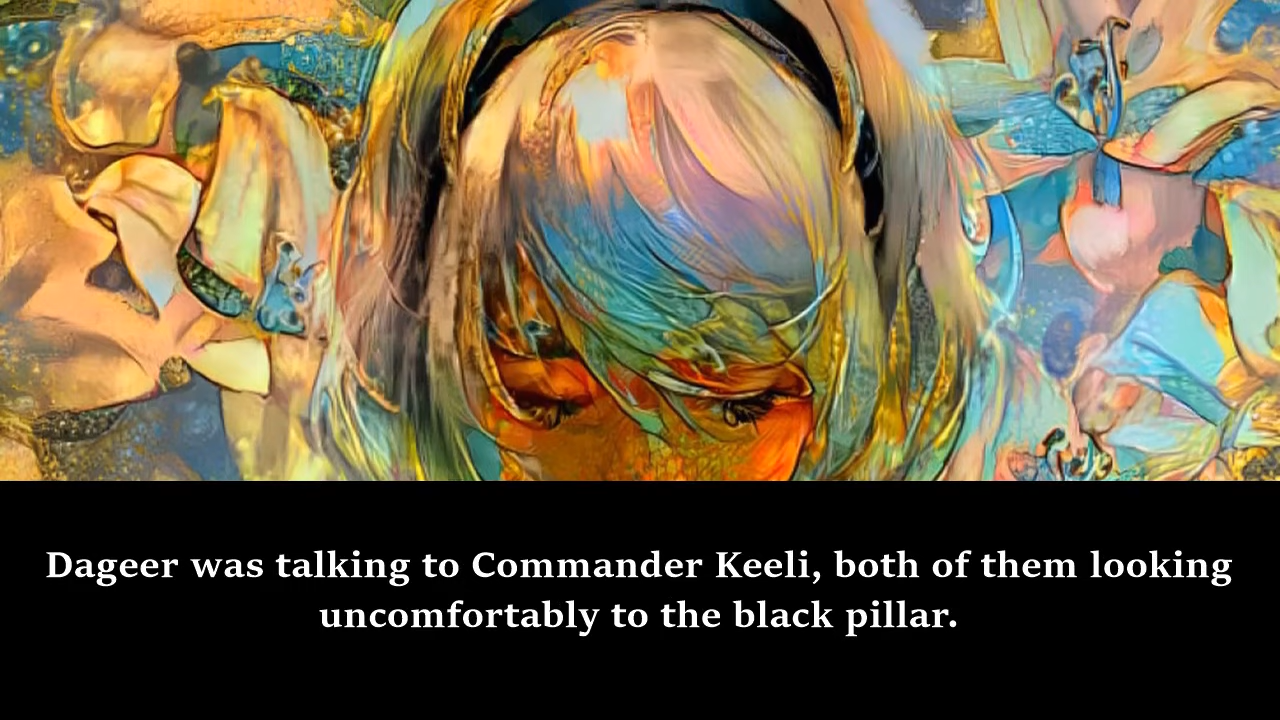 Dageer was talking to Commander Keeli, both of them looking
uncomfortably to the black pillar.